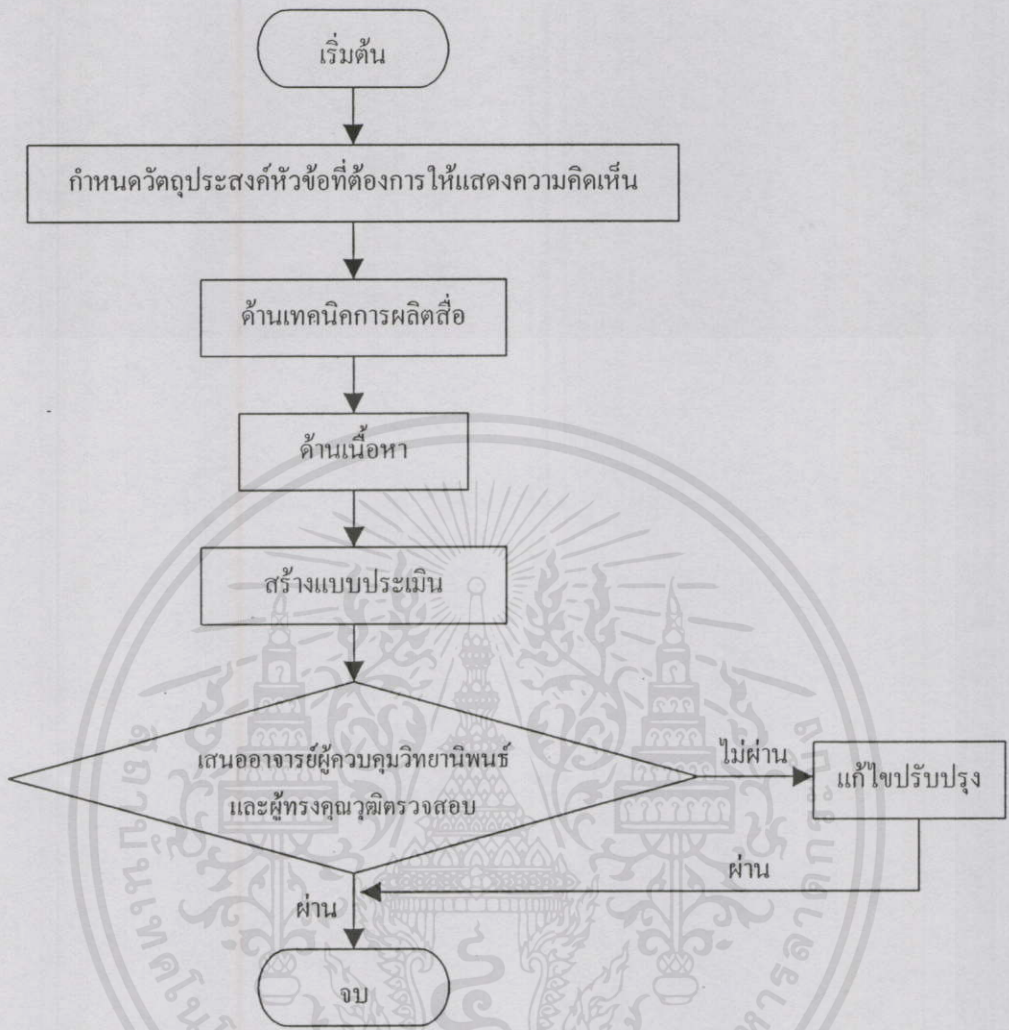 เริ่มต้น
กำหนดวัตถุประสงค์หัวข้อที่ต้องการให้แสดงความคิดเห็น
ด้านเทคนิคการผลิตสื่อ
ด้านเนื้อหา
สร้างแบบประเมิน
เสนออาจารย์ผู้ควบคุมวิทยานิพนธ์
และผู้ทรงคุณวุฒิตรวจสอบ
ไม่ผ่าน
แก้ไขปรับปรุง
ผ่าน
ผ่าน
จบ